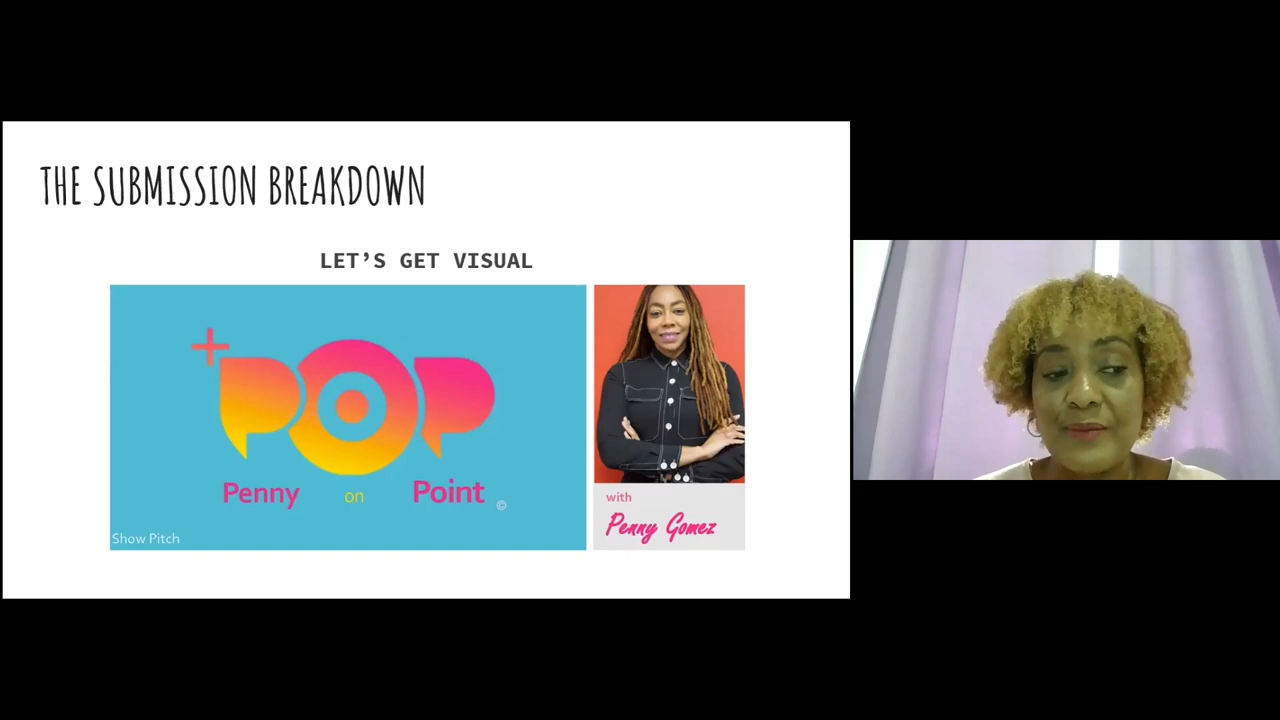 THE SUBMISSION BREAKDOWN
LET’S GET VISUAL
+POP
Penny on Point ©
Show Pitch
with
Penny Gomez